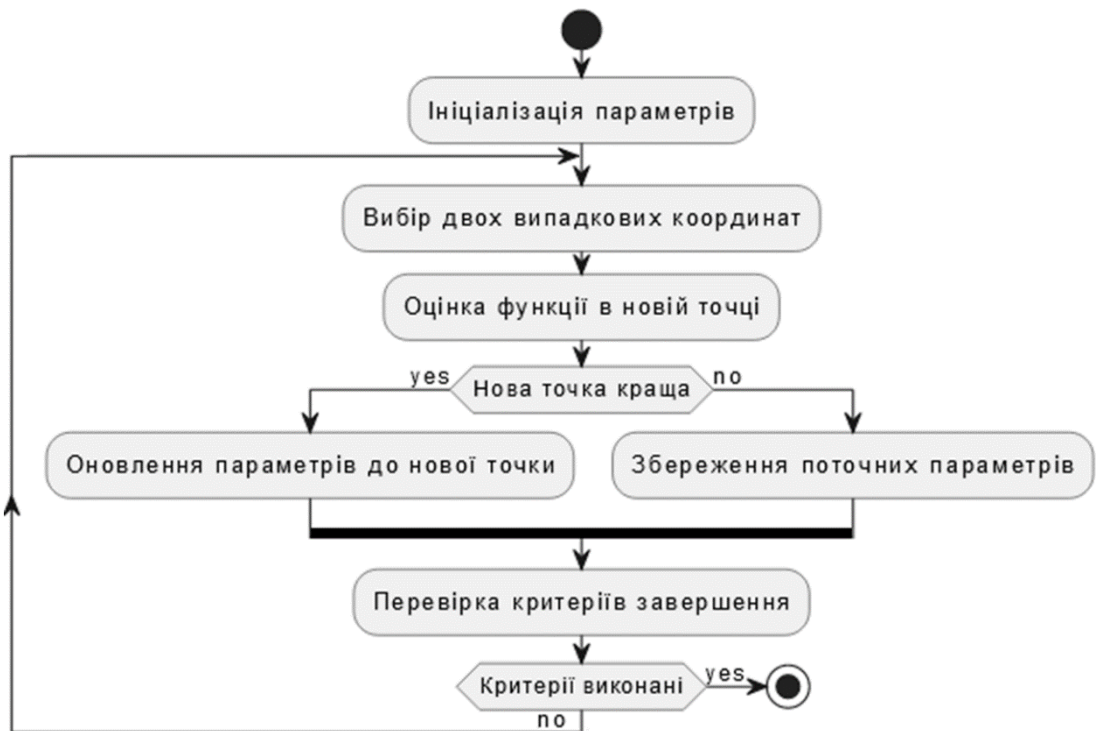 Ініціалізація параметрів
Вибір двох випадкових координат
Оцінка функції в новій точці
yes
Нова точка краща
no
Оновлення параметрів до нової точки
Збереження поточних параметрів
Перевірка критеріїв завершення
Критерії виконані
yes
no